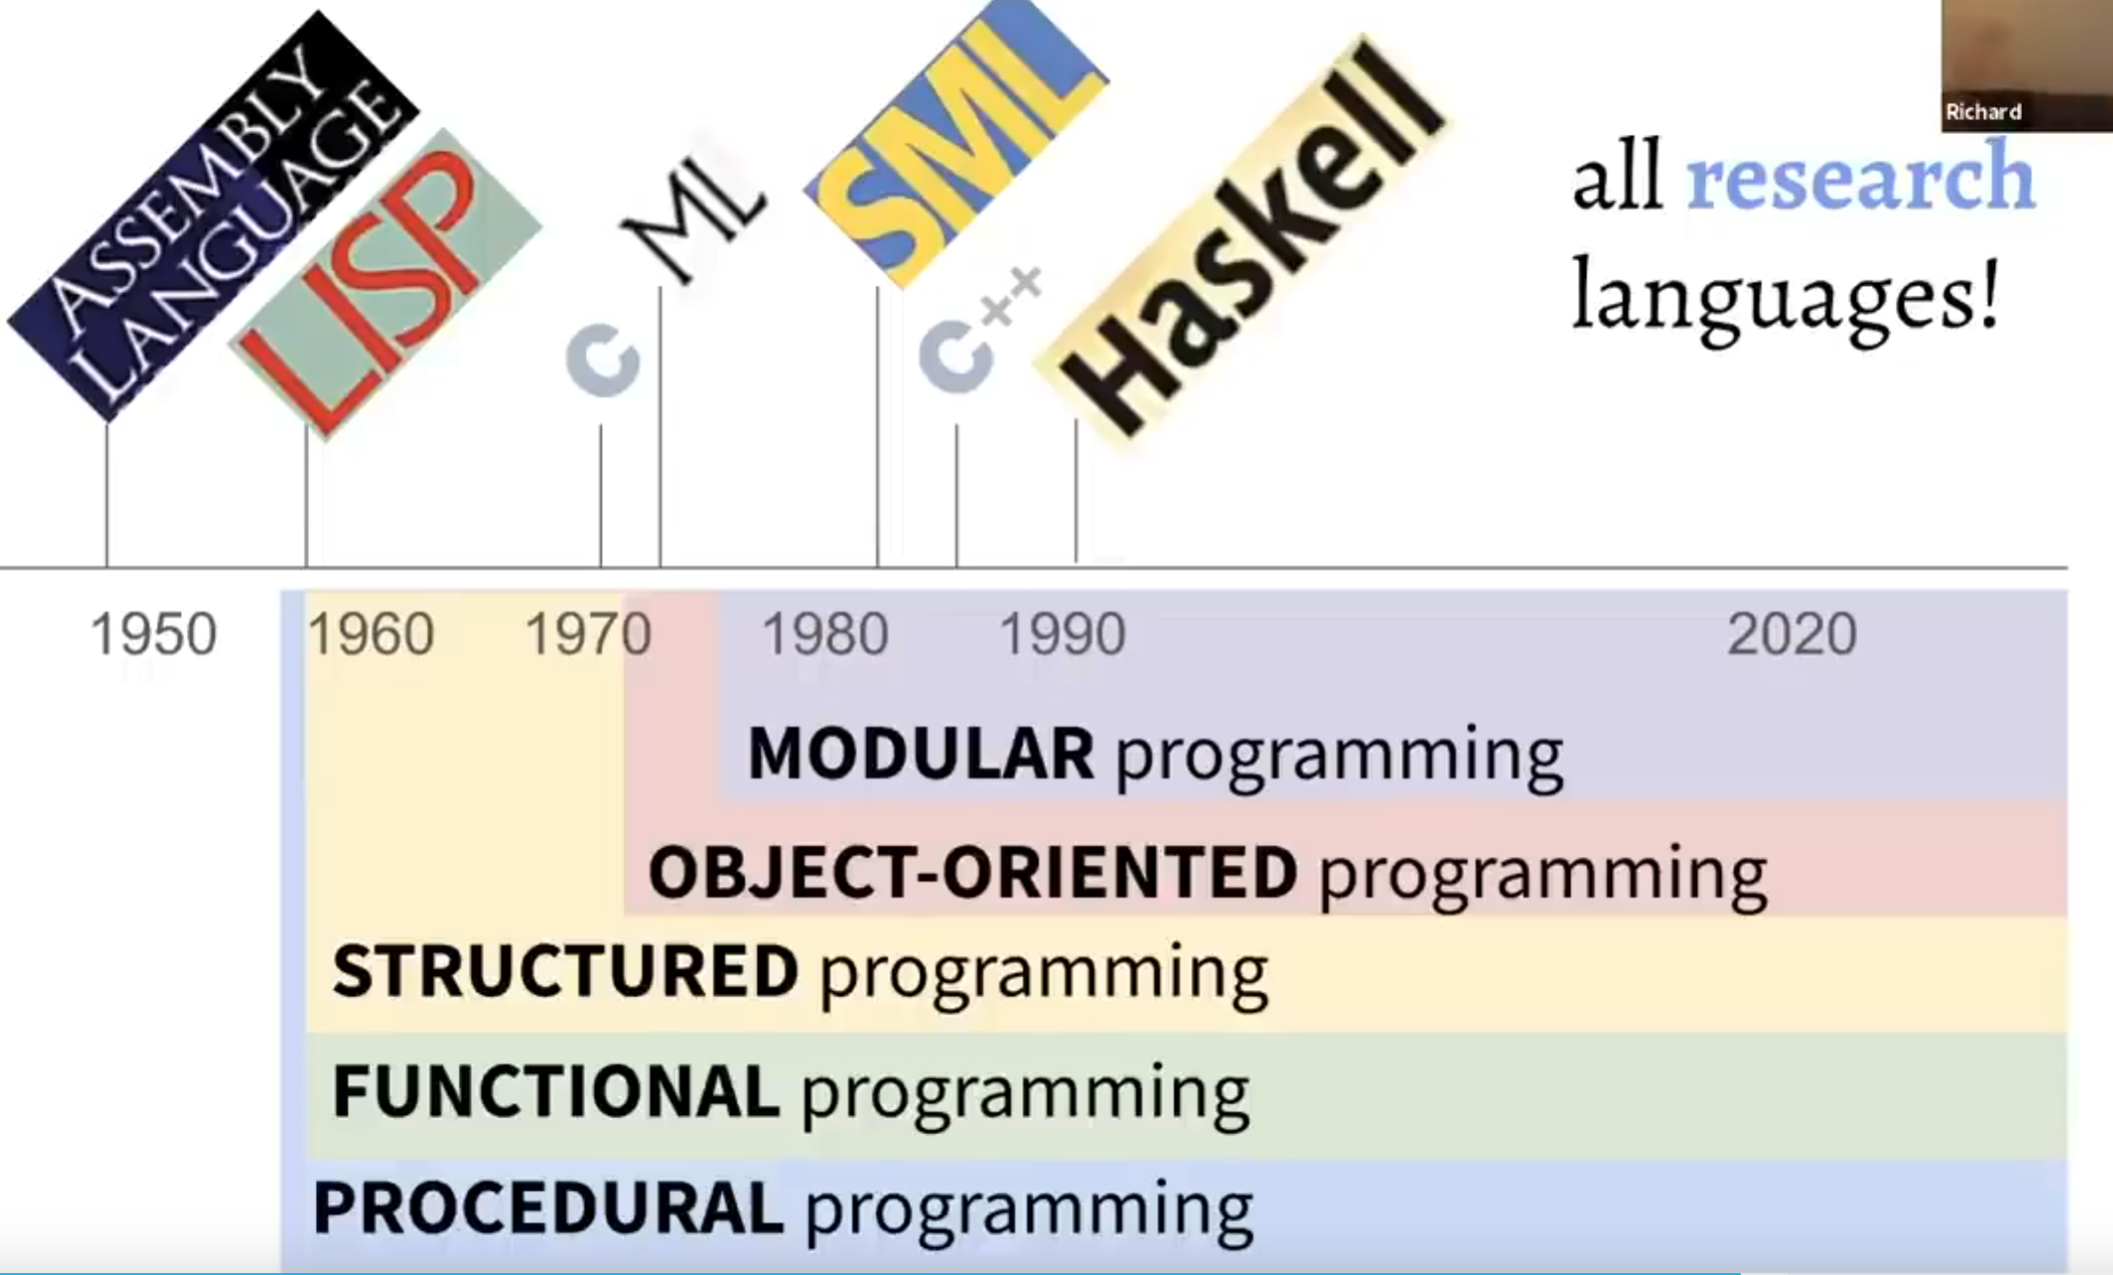 ASSEMBLY
LANGUAGE
LISP
C
ML
SML
C++
Haskell
Richard
all research
languages!
1950 1960 1970 1980 1990 2020
MODULAR programming
OBJECT-ORIENTED programming
STRUCTURED programming
FUNCTIONAL programming
PROCEDURAL programming